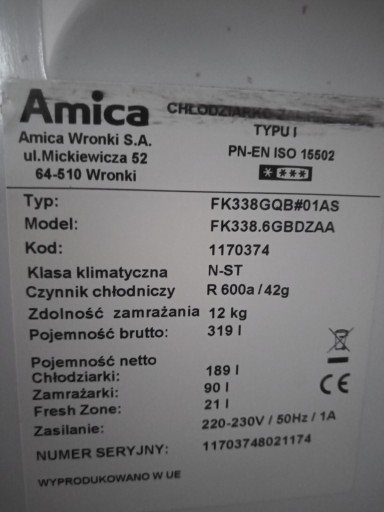 Amica
CHŁODZIARKO
Amica Wronki S.A.
TYPU I
ul.Mickiewicza 52
PN-EN ISO 15502
64-510 Wronki
****
Typ: FK338GQB#01AS
Model: FK338.6GBDZAA
Kod: 1170374
Klasa klimatyczna N-ST
Czynnik chłodniczy R 600a / 42g
Zdolność zamrażania 12 kg
Pojemność brutto: 319 l
Pojemność netto
Chłodziarki: 189 l
Zamrażarki: 90 l
Fresh Zone: 21 l
Zasilanie: 220-230V / 50Hz / 1A
NUMER SERYJNY: 11703748021174
WYPRODUKOWANO W UE
CE